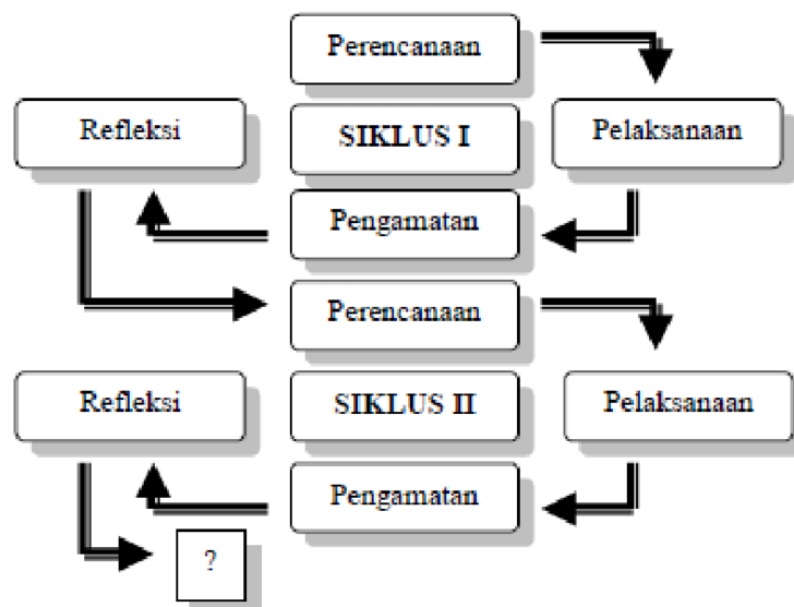 Perencanaan
Refleksi
SIKLUS I
Pelaksanaan
Pengamatan
Perencanaan
Refleksi
SIKLUS II
Pelaksanaan
Pengamatan
?